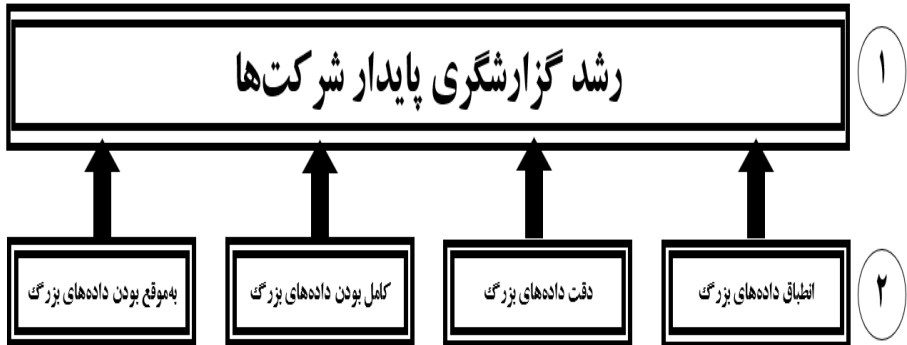 رشد گزارشگری پایدار شرکت‌ها
۱
انطباق داده‌های بزرگ
دقت داده‌های بزرگ
کامل بودن داده‌های بزرگ
به‌موقع بودن داده‌های بزرگ
۲